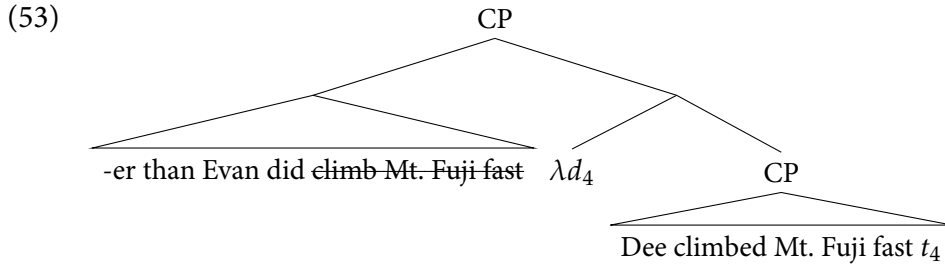 (53)
CP
-er than Evan did climb Mt. Fuji fast λd₄
CP
Dee climbed Mt. Fuji fast t₄